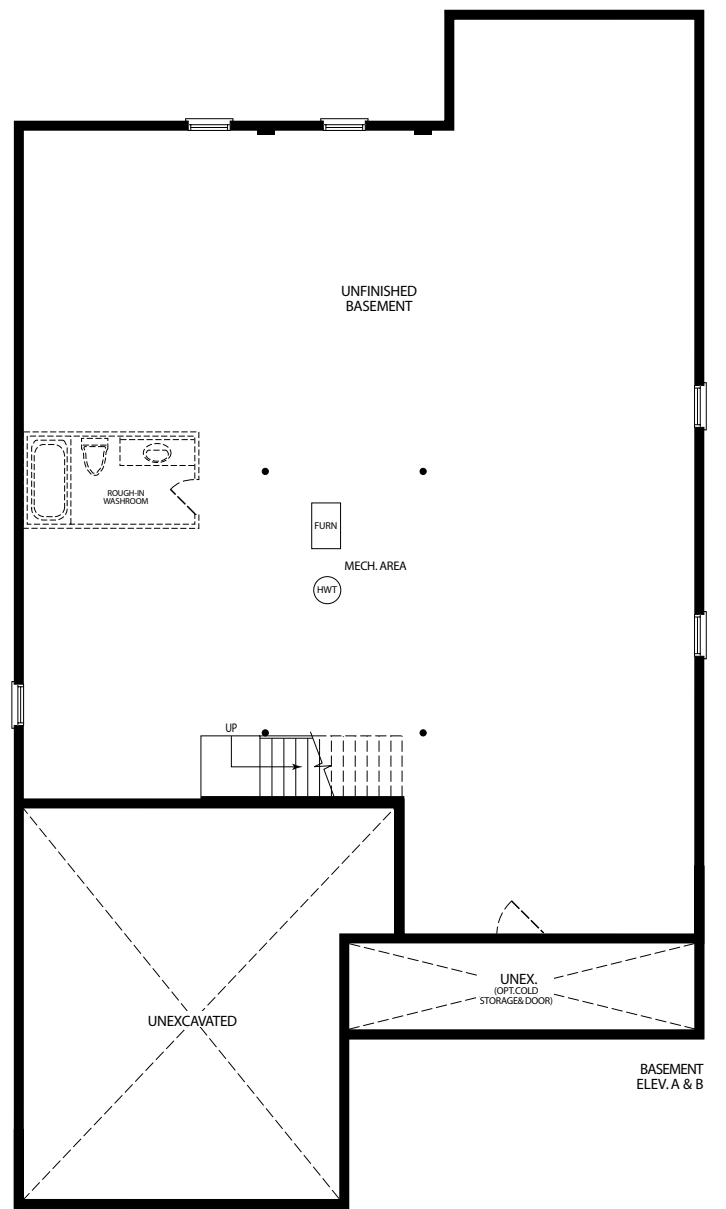 UNFINISHED
BASEMENT
ROUGH-IN
WASHROOM
FURN
MECH. AREA
HWT
UP
UNEX.
(OPT.COLD
STORAGE&DOOR)
UNEXCAVATED
BASEMENT
ELEV. A & B